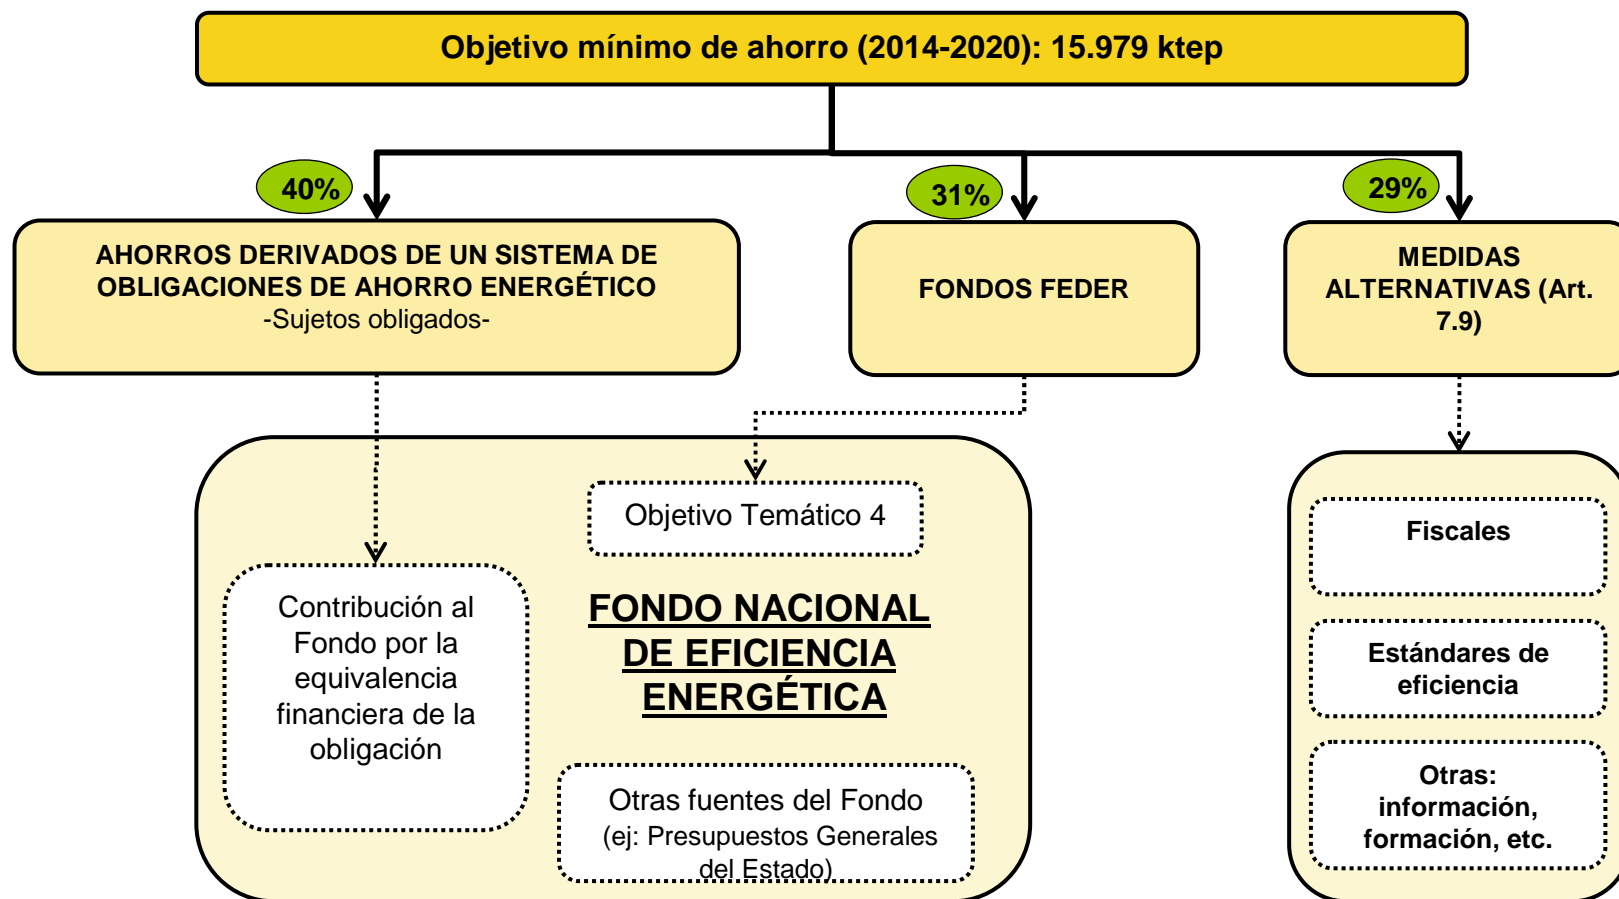 Objetivo mínimo de ahorro (2014-2020): 15.979 ktep
40%
31%
29%
AHORROS DERIVADOS DE UN SISTEMA DE
OBLIGACIONES DE AHORRO ENERGÉTICO
-Sujetos obligados-
FONDOS FEDER
MEDIDAS
ALTERNATIVAS (Art.
7.9)
Objetivo Temático 4
Contribución al
Fondo por la
equivalencia
financiera de la
obligación
FONDO NACIONAL
DE EFICIENCIA
ENERGÉTICA
Otras fuentes del Fondo
(ej: Presupuestos Generales
del Estado)
Fiscales
Estándares de
eficiencia
Otras:
información,
formación, etc.